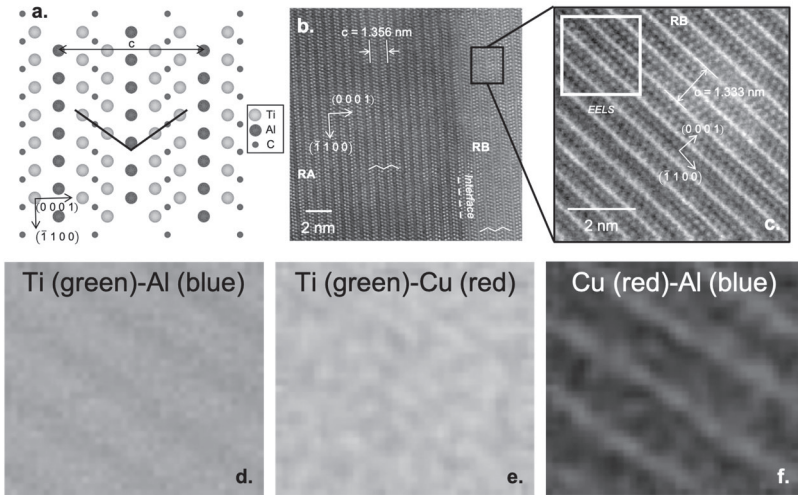 a.
c
Ti
Al
C
(0 0 0 1)
(1̄ 1 0 0)
b.
c = 1.356 nm
(0 0 0 1)
(1̄ 1 0 0)
RA
RB
Interface
2 nm
RB
EELS
c = 1.333 nm
(0 0 0 1)
(1̄ 1 0 0)
2 nm
c.
Ti (green)-Al (blue)
d.
Ti (green)-Cu (red)
e.
Cu (red)-Al (blue)
f.